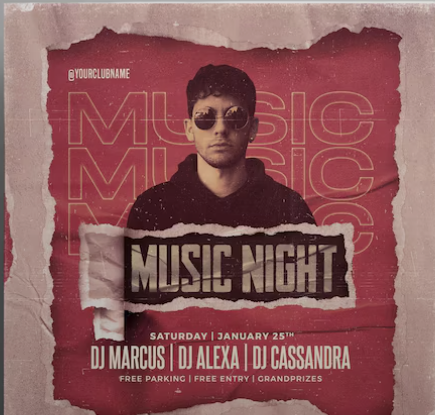 @YOURCLUBNAME
MUSIC
MUSIC
MUSIC
MUSIC NIGHT
SATURDAY | JANUARY 25TH
DJ MARCUS | DJ ALEXA | DJ CASSANDRA
FREE PARKING | FREE ENTRY | GRANDPRIZES